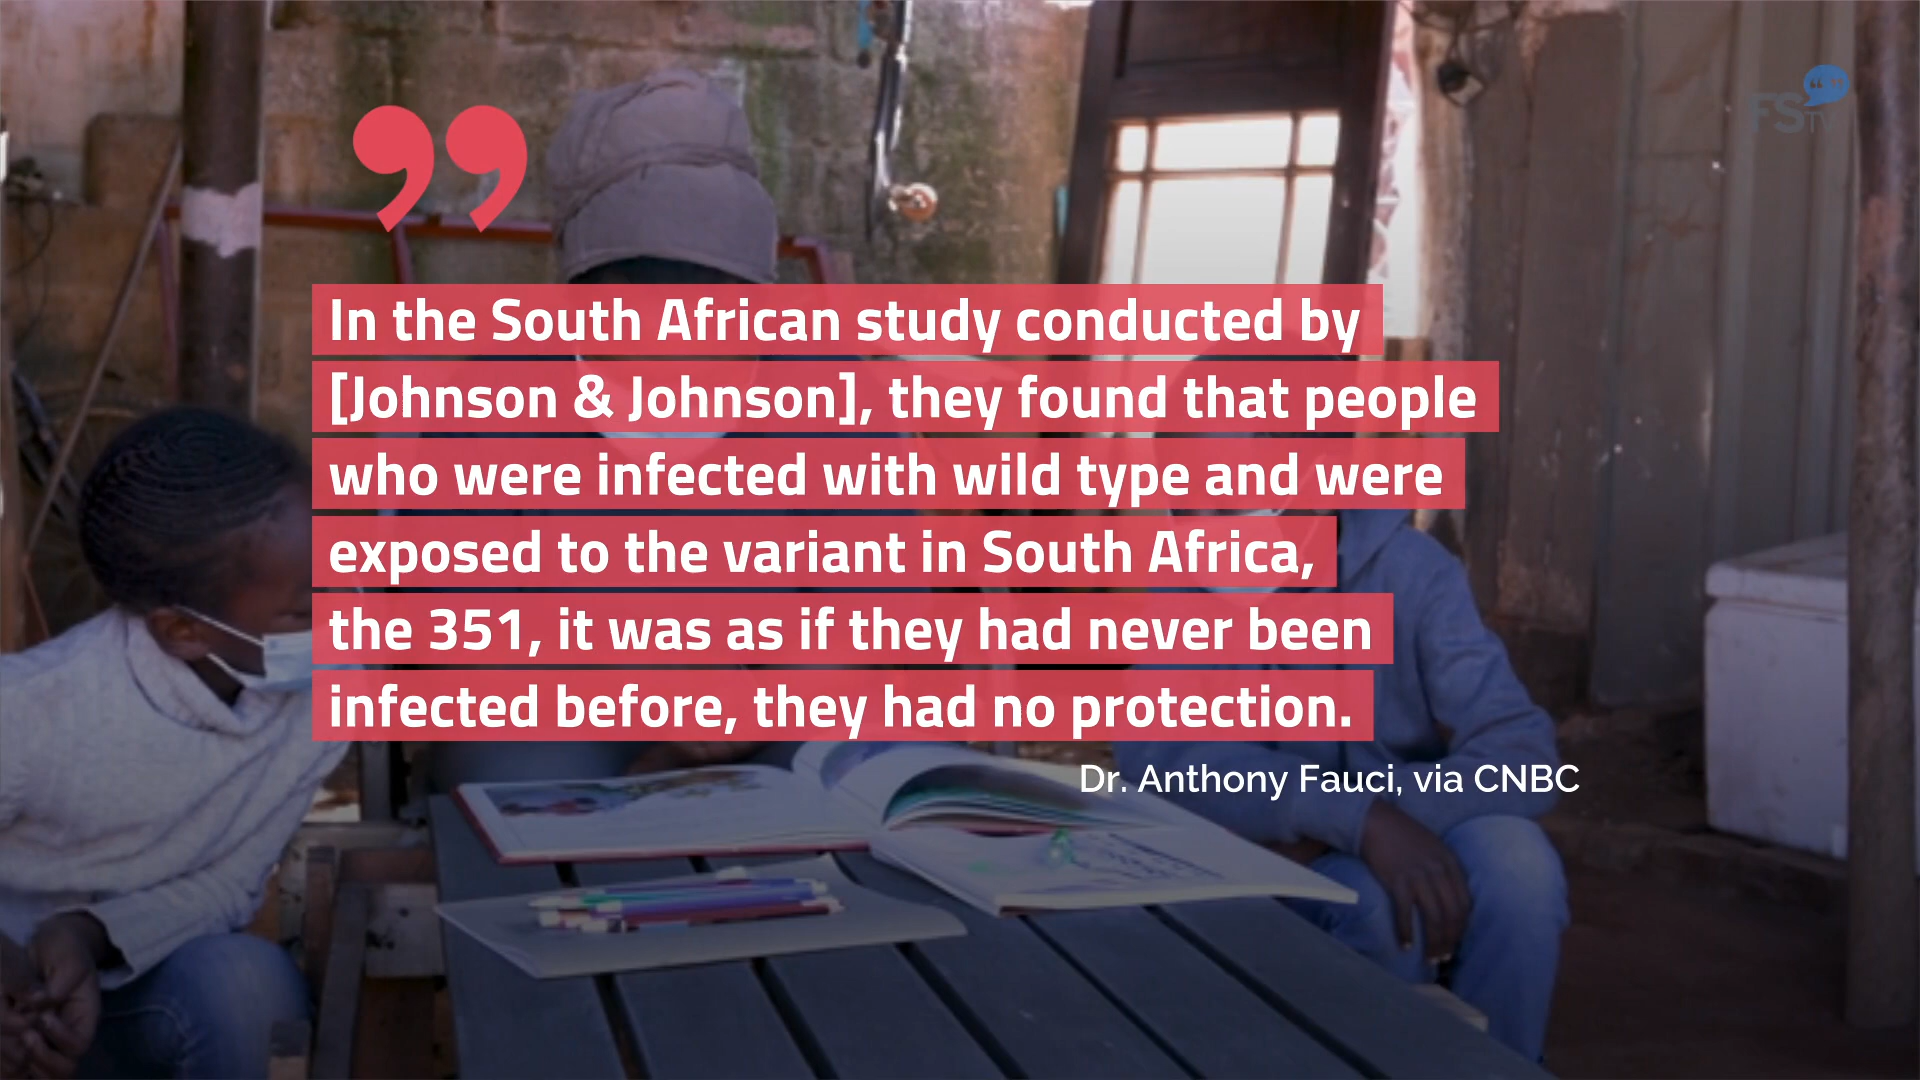 FSTV
”
In the South African study conducted by
[Johnson & Johnson], they found that people
who were infected with wild type and were
exposed to the variant in South Africa,
the 351, it was as if they had never been
infected before, they had no protection.
Dr. Anthony Fauci, via CNBC